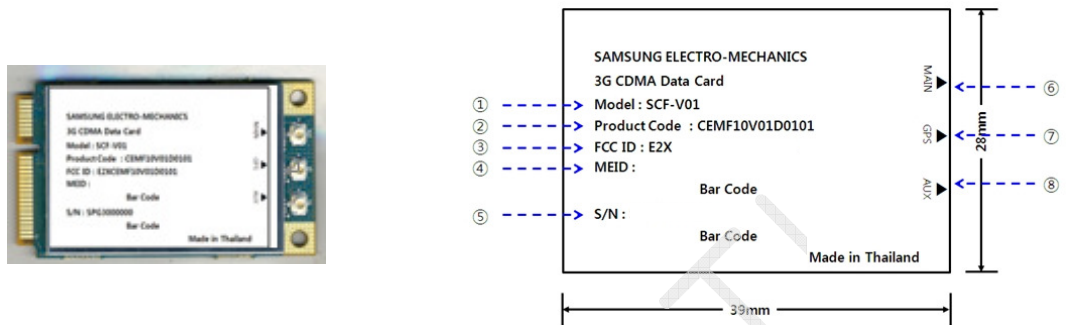 SAMSUNG ELECTRO-MECHANICS
3G CDMA Data Card
Model : SCF-V01
Product Code : CEMF10V01D0101
FCC ID : E2XCEMF10V01D0101
MEID :
Bar Code
S/N : SPG3000000
Bar Code
Made in Thailand
MAIN
GPS
AUX
SAMSUNG ELECTRO-MECHANICS
3G CDMA Data Card
① Model : SCF-V01
② Product Code : CEMF10V01D0101
③ FCC ID : E2X
④ MEID :
Bar Code
⑤ S/N :
Bar Code
Made in Thailand
MAIN ⑥
GPS ⑦
AUX ⑧
28mm
39mm